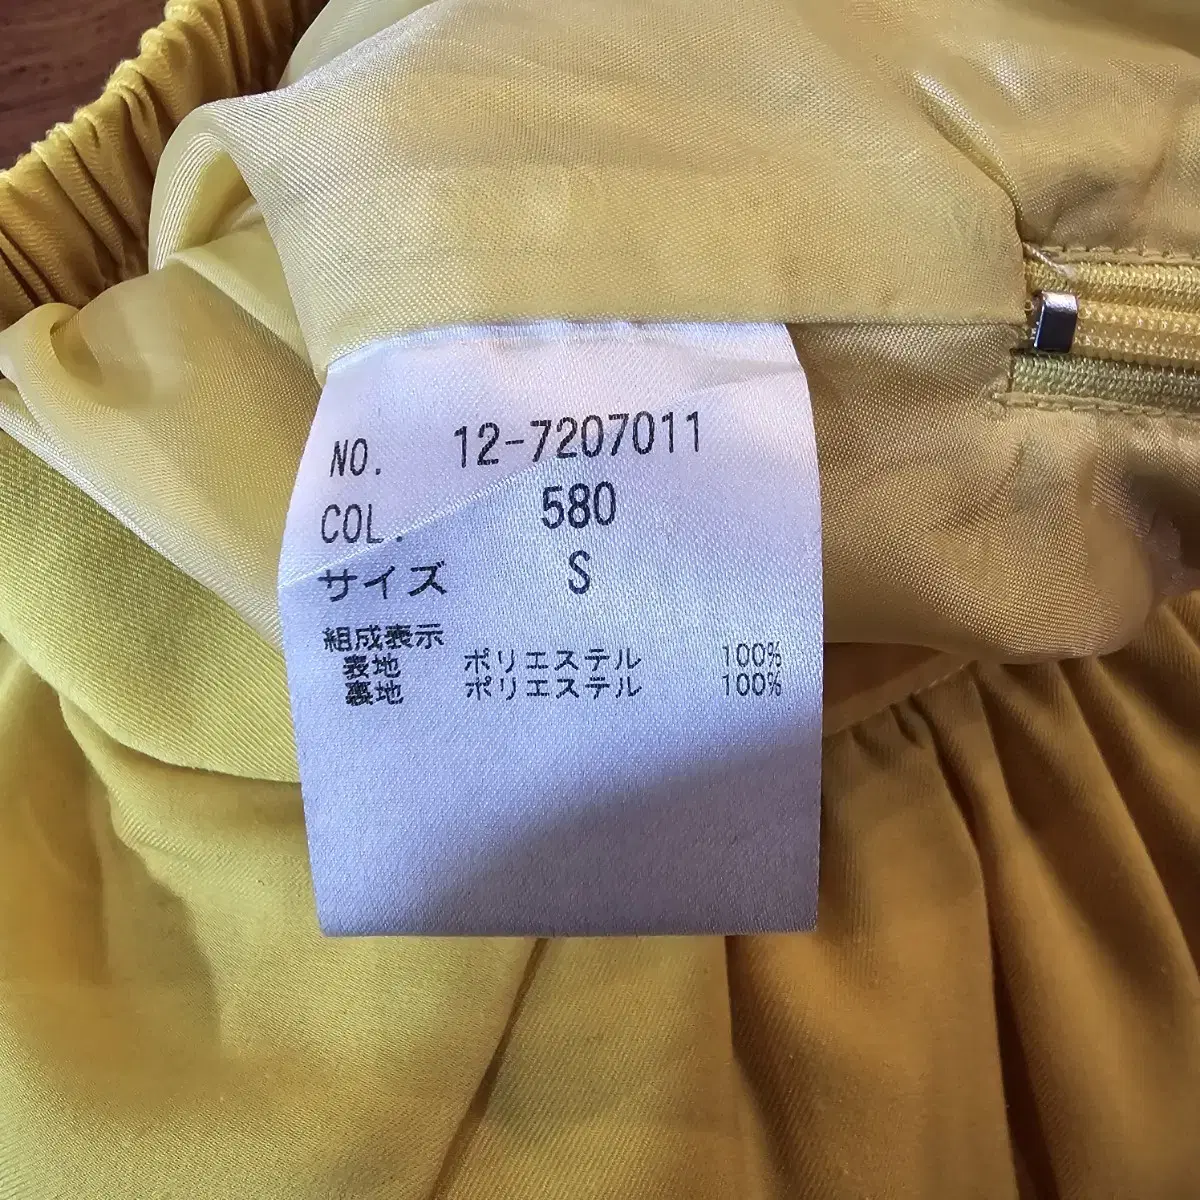 NO. 12-7207011
COL. 580
サイズ S
組成表示
表地 ポリエステル 100%
裏地 ポリエステル 100%